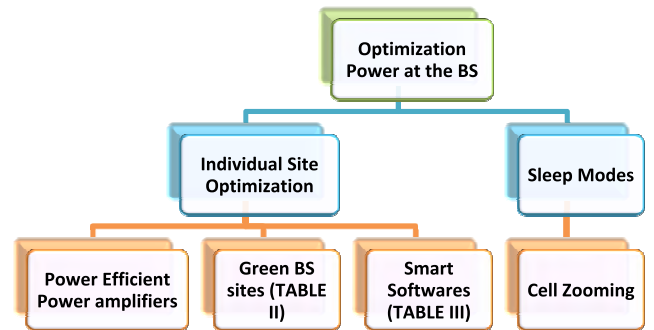 Optimization
Power at the BS
Individual Site
Optimization
Sleep Modes
Power Efficient
Power amplifiers
Green BS
sites (TABLE
II)
Smart
Softwares
(TABLE III)
Cell Zooming